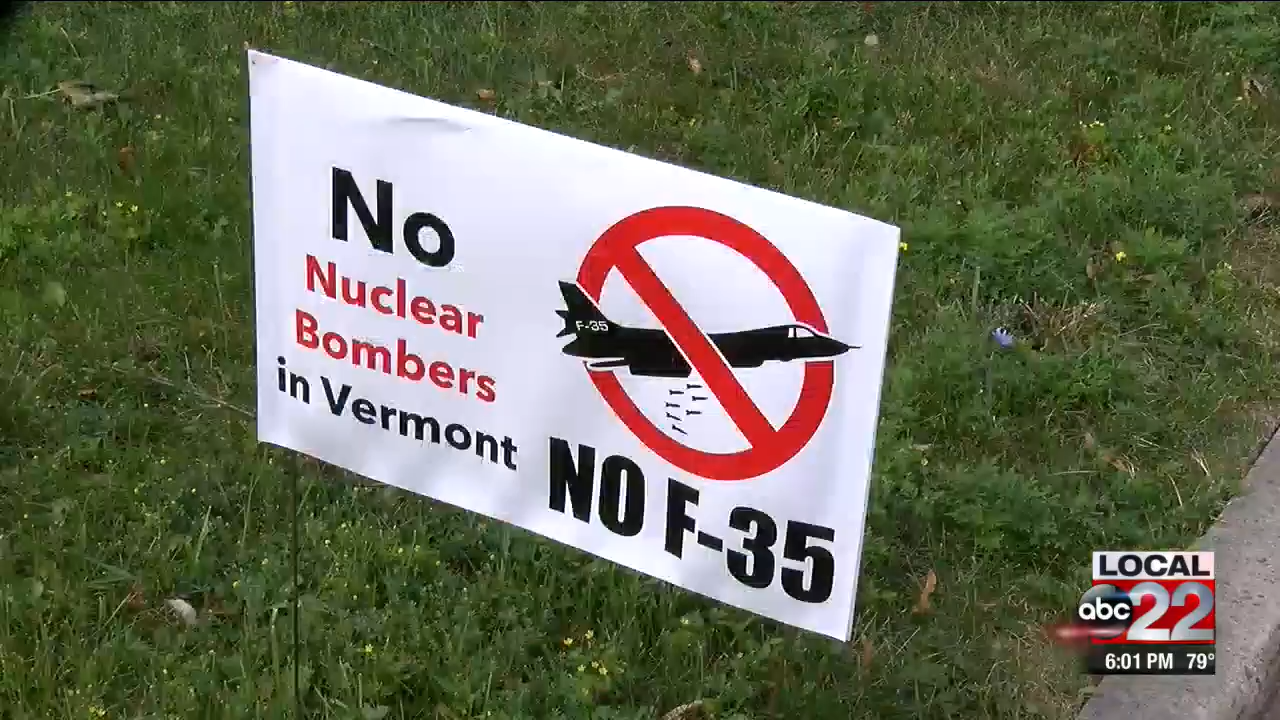 No
Nuclear
Bombers
in Vermont
F-35
NO F-35
LOCAL
abc 22
6:01 PM 79°